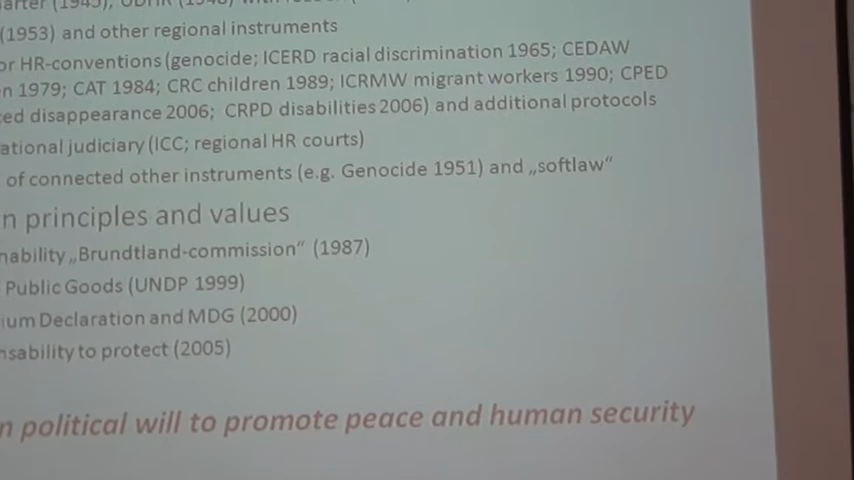 (1945), UDHR (1948) with
(1953) and other regional instruments
or HR-conventions (genocide; ICERD racial discrimination 1965; CEDAW
n 1979; CAT 1984; CRC children 1989; ICRMW migrant workers 1990; CPED
ced disappearance 2006; CRPD disabilities 2006) and additional protocols
ational judiciary (ICC; regional HR courts)
of connected other instruments (e.g. Genocide 1951) and „softlaw“
n principles and values
nability „Brundtland-commission“ (1987)
Public Goods (UNDP 1999)
ium Declaration and MDG (2000)
nsability to protect (2005)
n political will to promote peace and human security